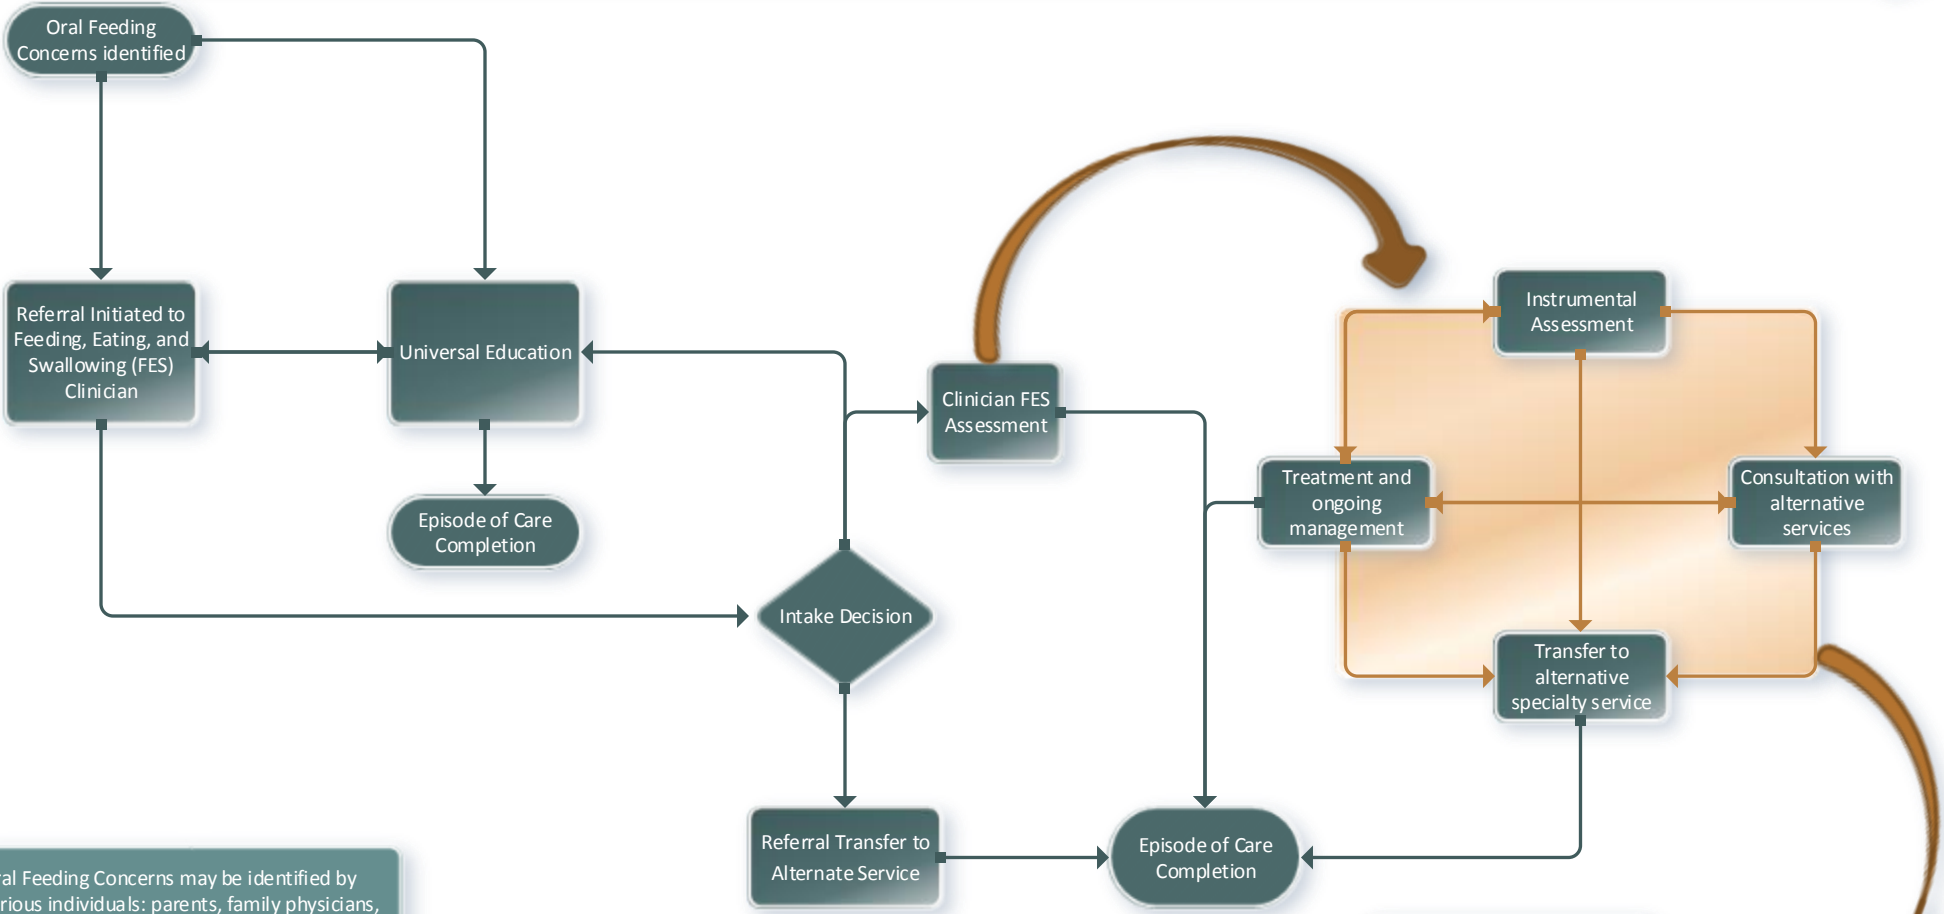 Oral Feeding
Concerns identified
Referral Initiated to
Feeding, Eating, and
Swallowing (FES)
Clinician
Universal Education
Episode of Care
Completion
Intake Decision
Clinician FES
Assessment
Instrumental
Assessment
Treatment and
ongoing
management
Consultation with
alternative
services
Transfer to
alternative
specialty service
Referral Transfer to
Alternate Service
Episode of Care
Completion
al Feeding Concerns may be identified by
rious individuals: parents, family physicians,